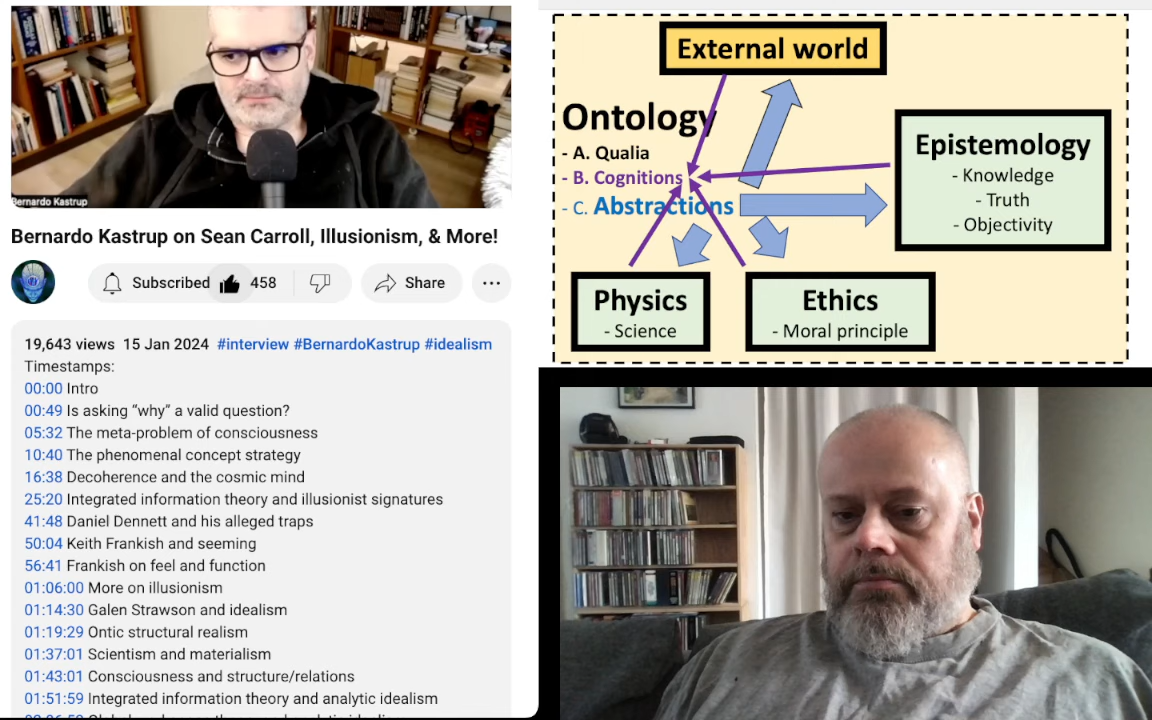 Bernardo Kastrup
Bernardo Kastrup on Sean Carroll, Illusionism, & More!
Subscribed 458 Share
19,643 views 15 Jan 2024 #interview #BernardoKastrup #idealism
Timestamps:
00:00 Intro
00:49 Is asking “why” a valid question?
05:32 The meta-problem of consciousness
10:40 The phenomenal concept strategy
16:38 Decoherence and the cosmic mind
25:20 Integrated information theory and illusionist signatures
41:48 Daniel Dennett and his alleged traps
50:04 Keith Frankish and seeming
56:41 Frankish on feel and function
01:06:00 More on illusionism
01:14:30 Galen Strawson and idealism
01:19:29 Ontic structural realism
01:37:01 Scientism and materialism
01:43:01 Consciousness and structure/relations
01:51:59 Integrated information theory and analytic idealism
External world
Ontology
- A. Qualia
- B. Cognitions
- C. Abstractions
Epistemology
- Knowledge
- Truth
- Objectivity
Physics
- Science
Ethics
- Moral principle